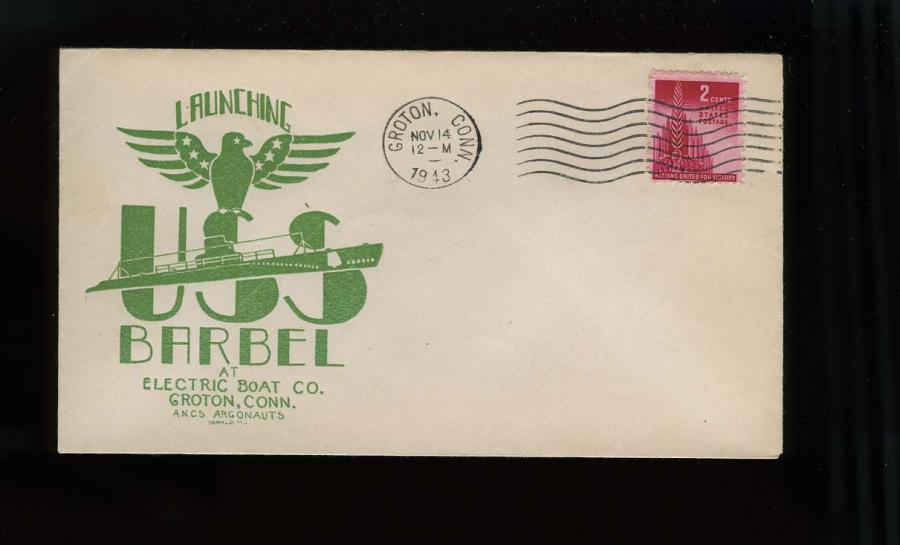 LAUNCHING
USS
BARBEL
AT
ELECTRIC BOAT CO.
GROTON, CONN.
A.N.C.S. ARGONAUTS
GROTON, CONN.
NOV 14
12-M
1943
2 CENTS
UNITED
STATES
POSTAGE
NATIONS UNITED FOR VICTORY